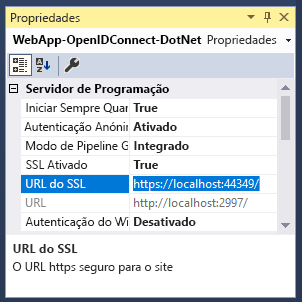 Propriedades
WebApp-OpenIDConnect-DotNet Propriedades
Servidor de Programação
Iniciar Sempre Quar True
Autenticação Anónir Ativado
Modo de Pipeline G Integrado
SSL Ativado True
URL do SSL https://localhost:44349/
URL http://localhost:2997/
Autenticação do Wi Desativado
URL do SSL
O URL https seguro para o site